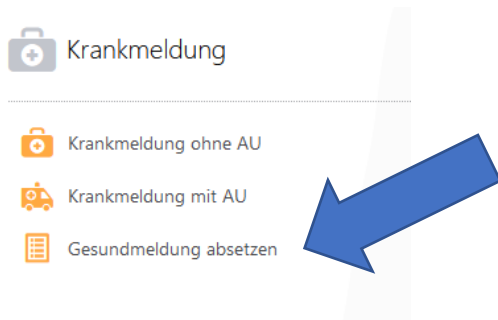 Krankmeldung
Krankmeldung ohne AU
Krankmeldung mit AU
Gesundmeldung absetzen